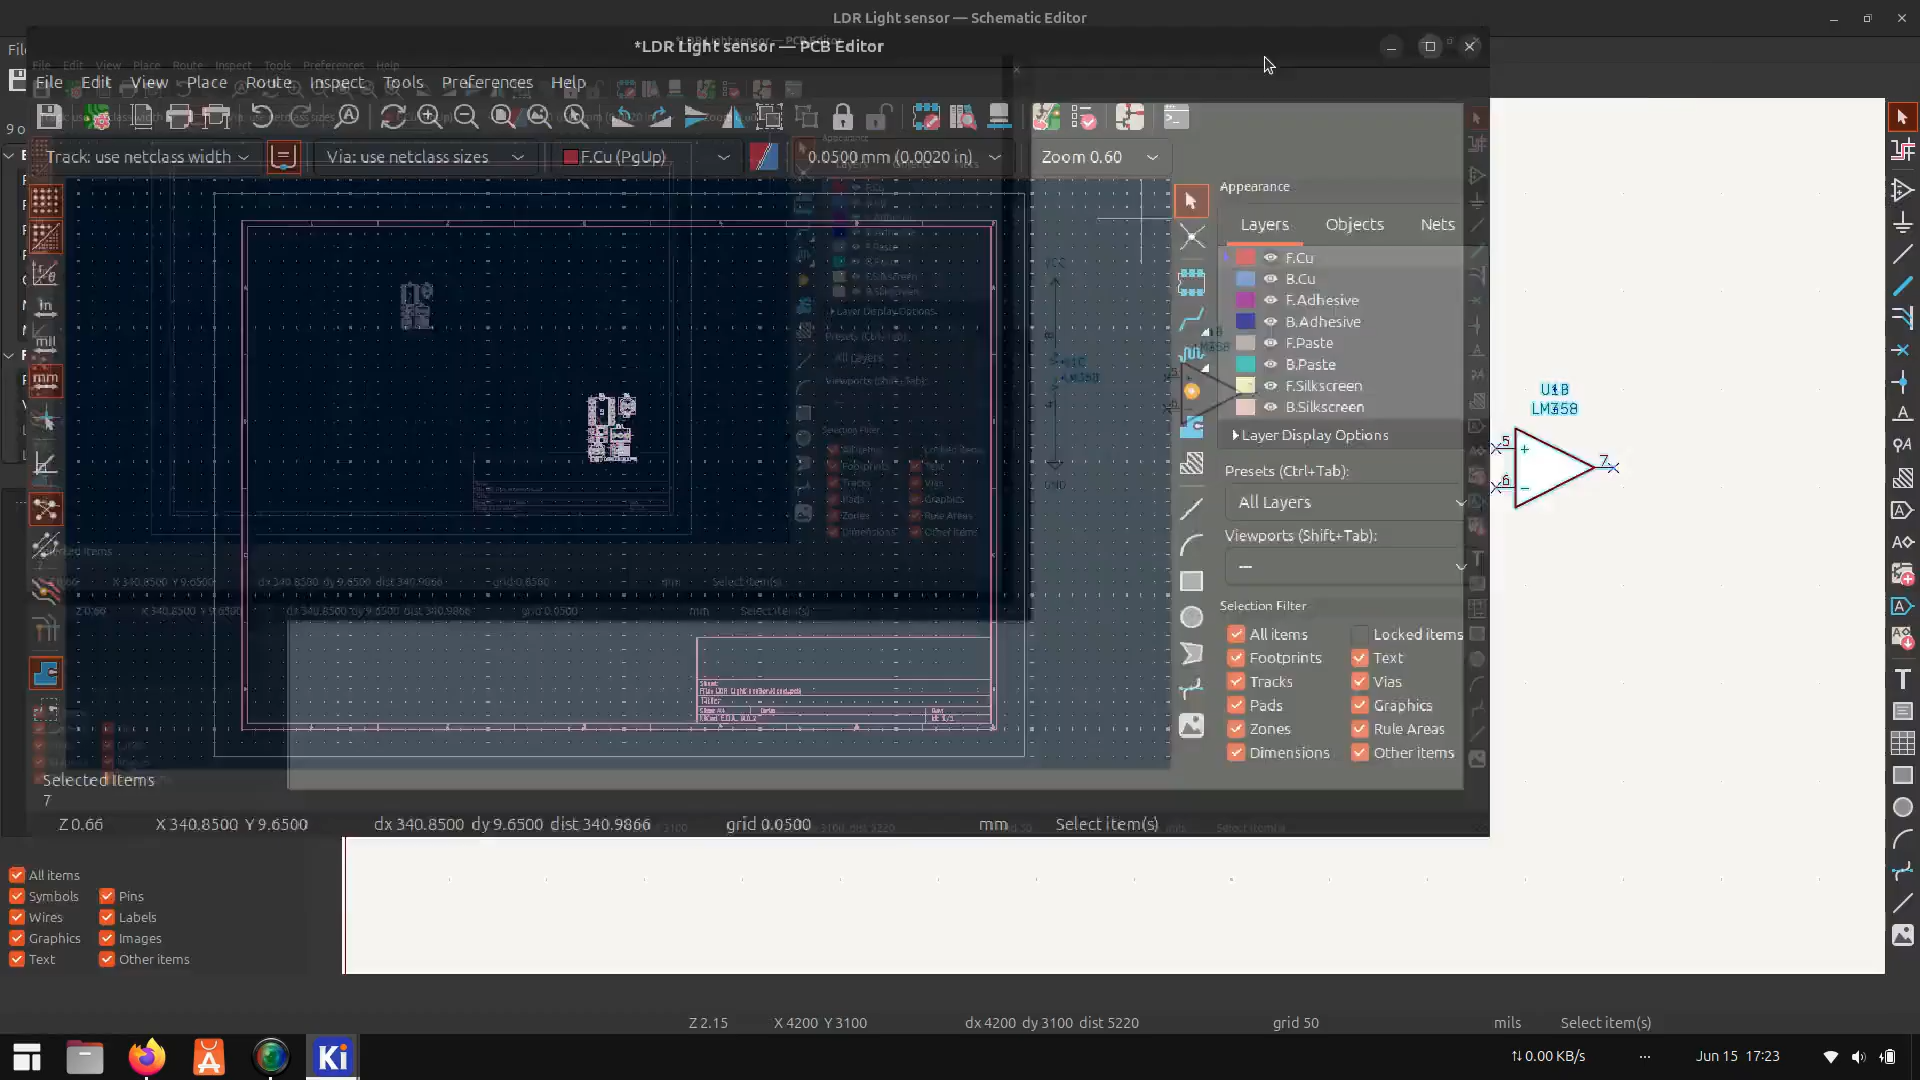 LDR Light sensor — Schematic Editor
*LDR Light sensor — PCB Editor
File Edit View Place Route Inspect Tools Preferences Help
Track: use netclass width
Via: use netclass sizes
F.Cu (PgUp)
0.0500 mm (0.0020 in)
Zoom 0.60
Appearance
Layers Objects Nets
F.Cu
B.Cu
F.Adhesive
B.Adhesive
F.Paste
B.Paste
F.Silkscreen
B.Silkscreen
Layer Display Options
Presets (Ctrl+Tab):
All Layers
Viewports (Shift+Tab):
—
Selection Filter
All items Locked items
Footprints Text
Tracks Vias
Pads Graphics
Zones Rule Areas
Dimensions Other items
in
mil
mm
U1B
LM358
5
+
7
6
−
Selected Items
7
Z 0.66 X 340.8500 Y 9.6500 dx 340.8500 dy 9.6500 dist 340.9866 grid 0.0500 mm Select item(s)
All items
Symbols Pins
Wires Labels
Graphics Images
Text Other items
Z 2.15 X 4200 Y 3100 dx 4200 dy 3100 dist 5220 grid 50 mils Select item(s)
Ki
0.00 KB/s
Jun 15 17:23